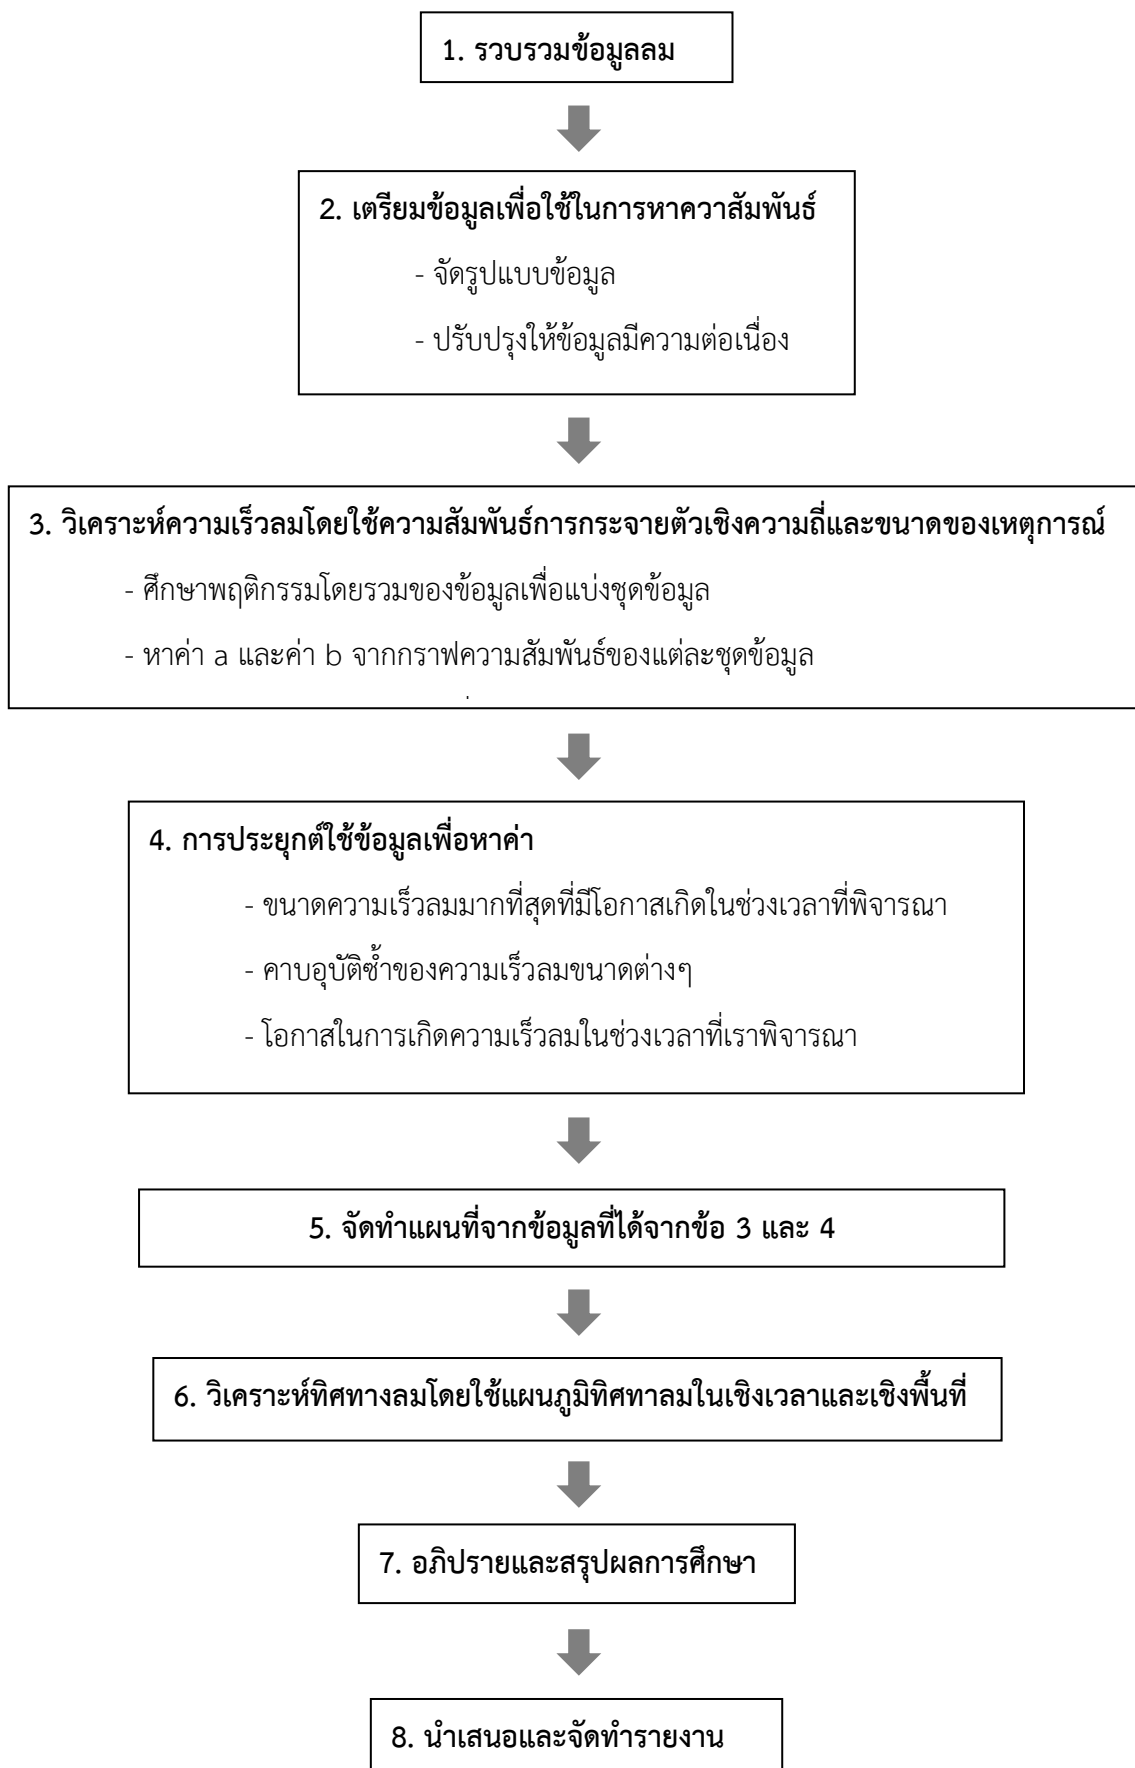 1. รวบรวมข้อมูลลม
2. เตรียมข้อมูลเพื่อใช้ในการหาควาสัมพันธ์
- จัดรูปแบบข้อมูล
- ปรับปรุงให้ข้อมูลมีความต่อเนื่อง
3. วิเคราะห์ความเร็วลมโดยใช้ความสัมพันธ์การกระจายตัวเชิงความถี่และขนาดของเหตุการณ์
- ศึกษาพฤติกรรมโดยรวมของข้อมูลเพื่อแบ่งชุดข้อมูล
- หาค่า a และค่า b จากกราฟความสัมพันธ์ของแต่ละชุดข้อมูล
4. การประยุกต์ใช้ข้อมูลเพื่อหาค่า
- ขนาดความเร็วลมมากที่สุดที่มีโอกาสเกิดในช่วงเวลาที่พิจารณา
- คาบอุบัติซ้ำของความเร็วลมขนาดต่างๆ
- โอกาสในการเกิดความเร็วลมในช่วงเวลาที่เราพิจารณา
5. จัดทำแผนที่จากข้อมูลที่ได้จากข้อ 3 และ 4
6. วิเคราะห์ทิศทางลมโดยใช้แผนภูมิทิศทาลมในเชิงเวลาและเชิงพื้นที่
7. อภิปรายและสรุปผลการศึกษา
8. นำเสนอและจัดทำรายงาน